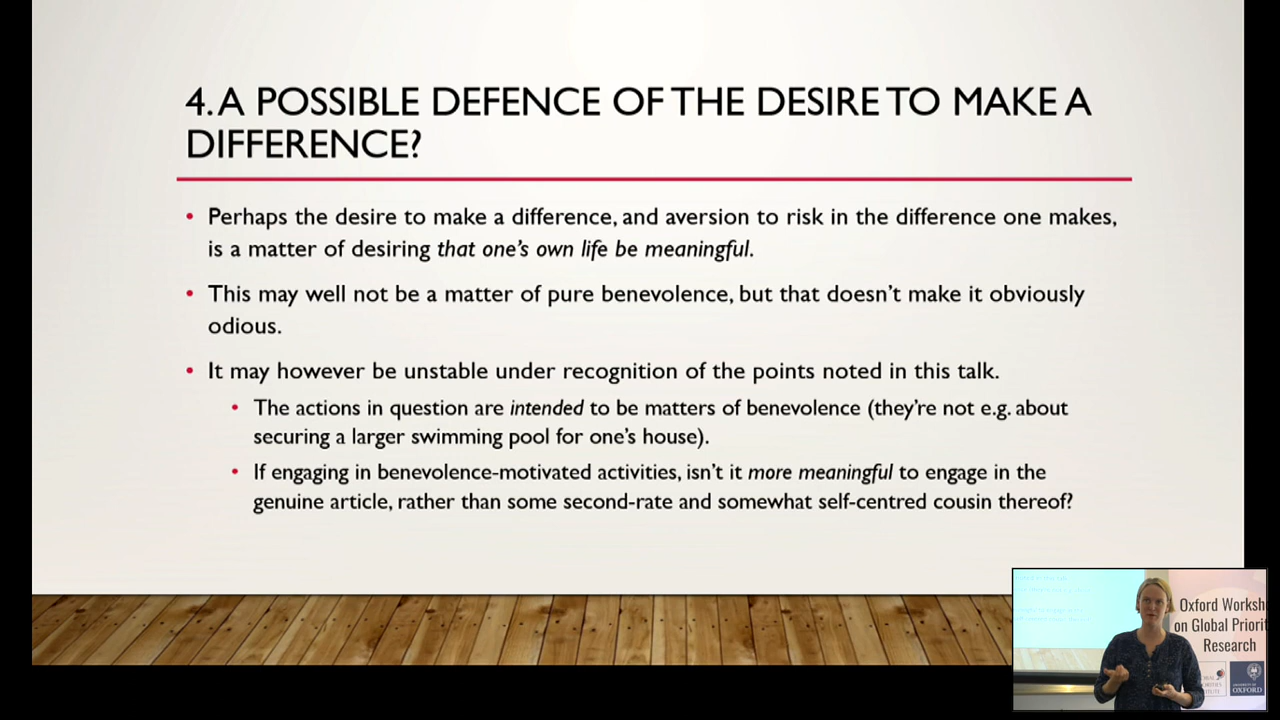 4. A POSSIBLE DEFENCE OF THE DESIRE TO MAKE A
DIFFERENCE?
• Perhaps the desire to make a difference, and aversion to risk in the difference one makes,
is a matter of desiring that one's own life be meaningful.
• This may well not be a matter of pure benevolence, but that doesn't make it obviously
odious.
• It may however be unstable under recognition of the points noted in this talk.
• The actions in question are intended to be matters of benevolence (they're not e.g. about
securing a larger swimming pool for one's house).
• If engaging in benevolence-motivated activities, isn't it more meaningful to engage in the
genuine article, rather than some second-rate and somewhat self-centred cousin thereof?
Oxford Worksh
on Global Priorit
Research
UNIVERSITY OF
OXFORD